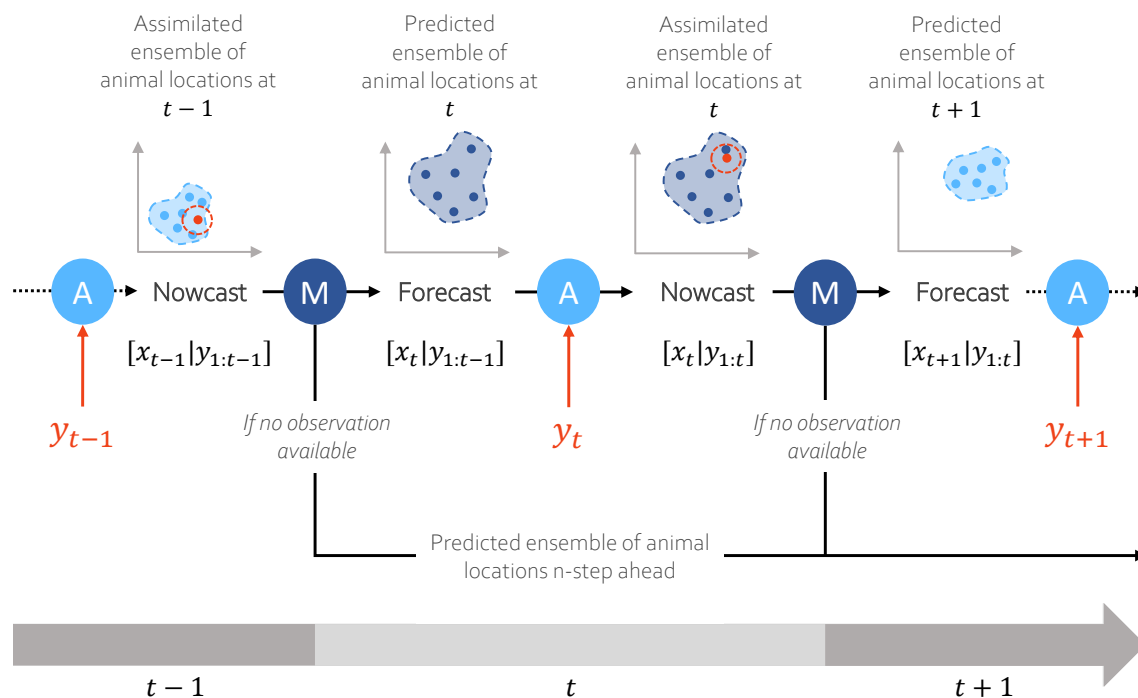 Assimilated
ensemble of
animal locations at
t − 1
Predicted
ensemble of
animal locations at
t
Assimilated
ensemble of
animal locations at
t
Predicted
ensemble of
animal locations at
t + 1
A
Nowcast
M
Forecast
A
Nowcast
M
Forecast
A
[x_{t−1}|y_{1:t−1}]
[x_t|y_{1:t−1}]
[x_t|y_{1:t}]
[x_{t+1}|y_{1:t}]
y_{t−1}
If no observation
available
y_t
If no observation
available
y_{t+1}
Predicted ensemble of animal
locations n-step ahead
t − 1
t
t + 1